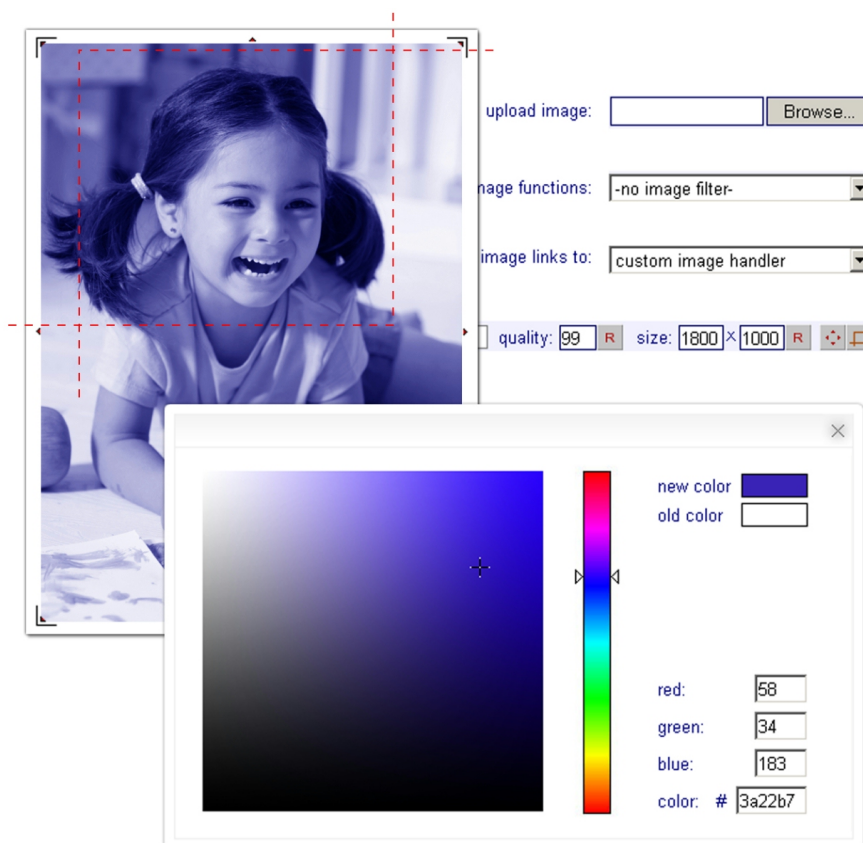 upload image: Browse...
mage functions: -no image filter-
image links to: custom image handler
quality: 99 R size: 1800 × 1000 R
new color
old color
red: 58
green: 34
blue: 183
color: # 3a22b7